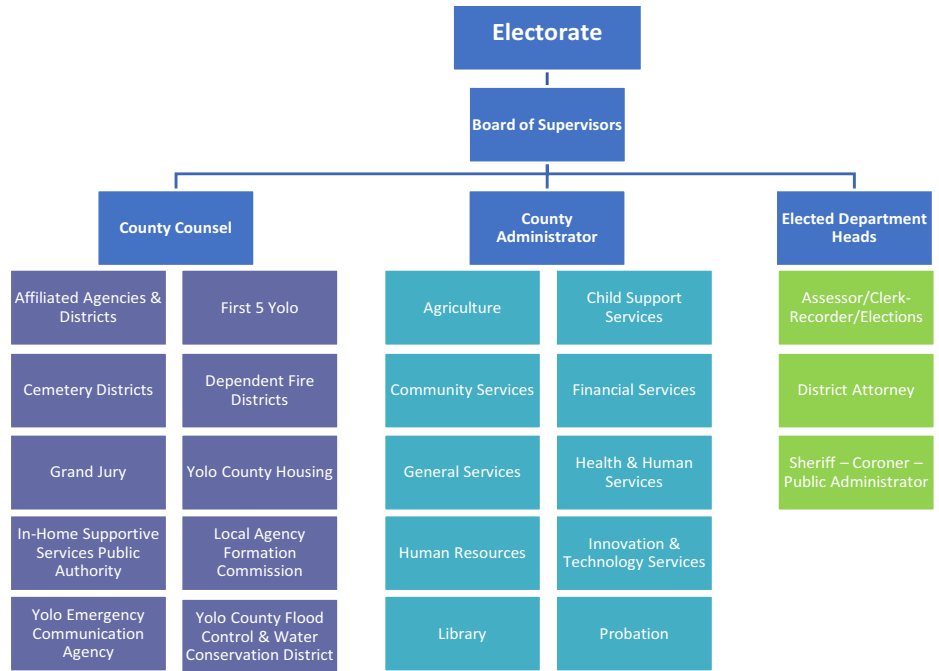 Electorate
Board of Supervisors
County Counsel
County
Administrator
Elected Department
Heads
Affiliated Agencies &
Districts
First 5 Yolo
Agriculture
Child Support
Services
Assessor/Clerk-
Recorder/Elections
Cemetery Districts
Dependent Fire
Districts
Community Services
Financial Services
District Attorney
Grand Jury
Yolo County Housing
General Services
Health & Human
Services
Sheriff – Coroner –
Public Administrator
In-Home Supportive
Services Public
Authority
Local Agency
Formation
Commission
Human Resources
Innovation &
Technology Services
Yolo Emergency
Communication
Agency
Yolo County Flood
Control & Water
Conservation District
Library
Probation